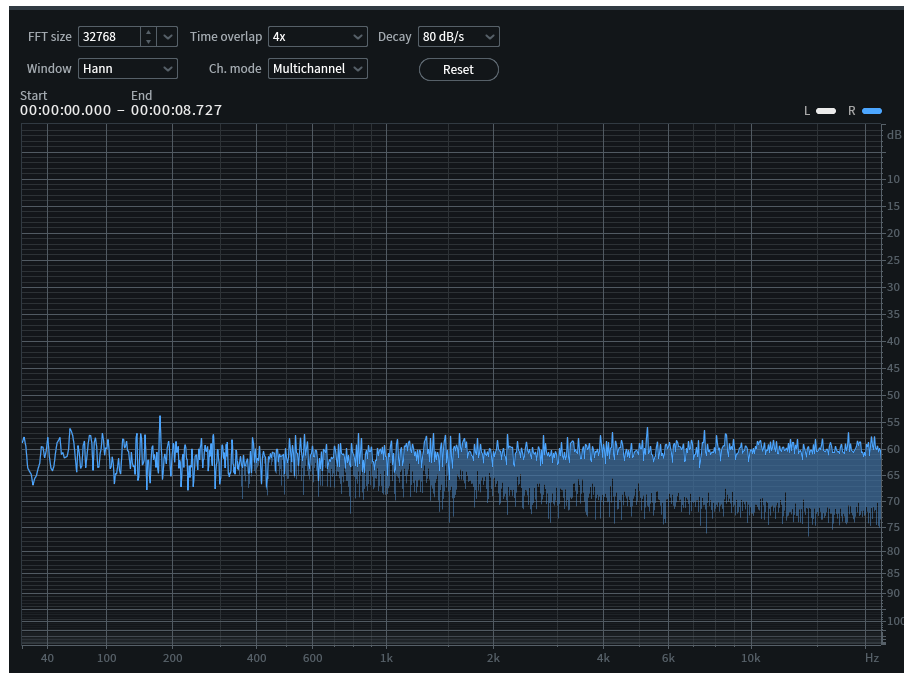 FFT size 32768 Time overlap 4x Decay 80 dB/s
Window Hann Ch. mode Multichannel Reset
Start End
00:00:00.000 – 00:00:08.727
L R
dB
-10
-15
-20
-25
-30
-35
-40
-45
-50
-55
-60
-65
-70
-75
-80
-85
-90
-100
40 100 200 400 600 1k 2k 4k 6k 10k Hz